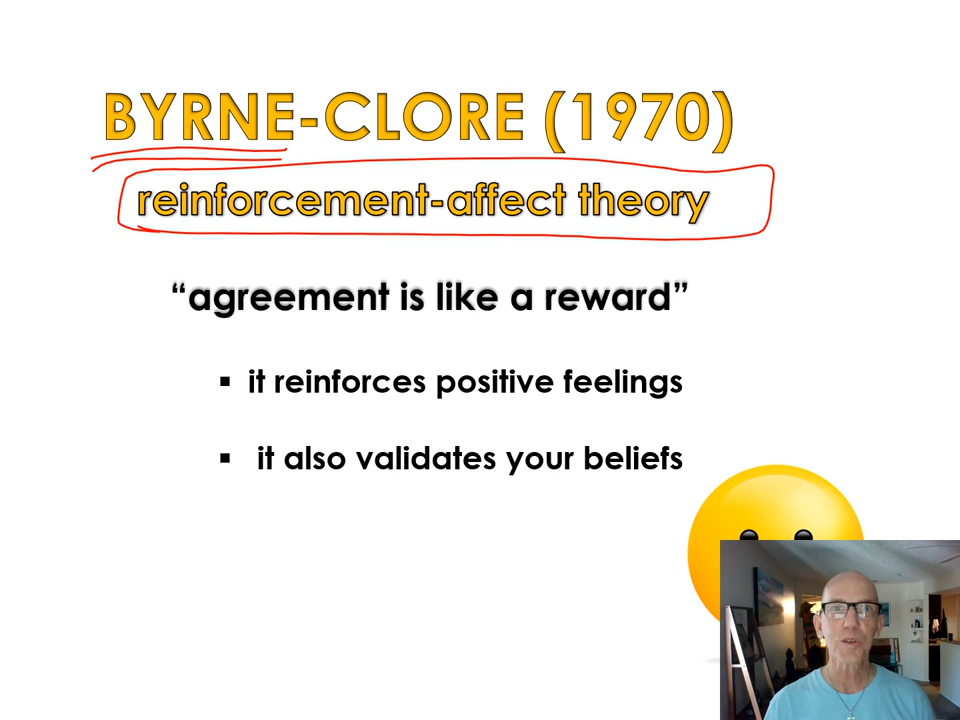 BYRNE-CLORE (1970)
reinforcement-affect theory
“agreement is like a reward”
▪ it reinforces positive feelings
▪ it also validates your beliefs